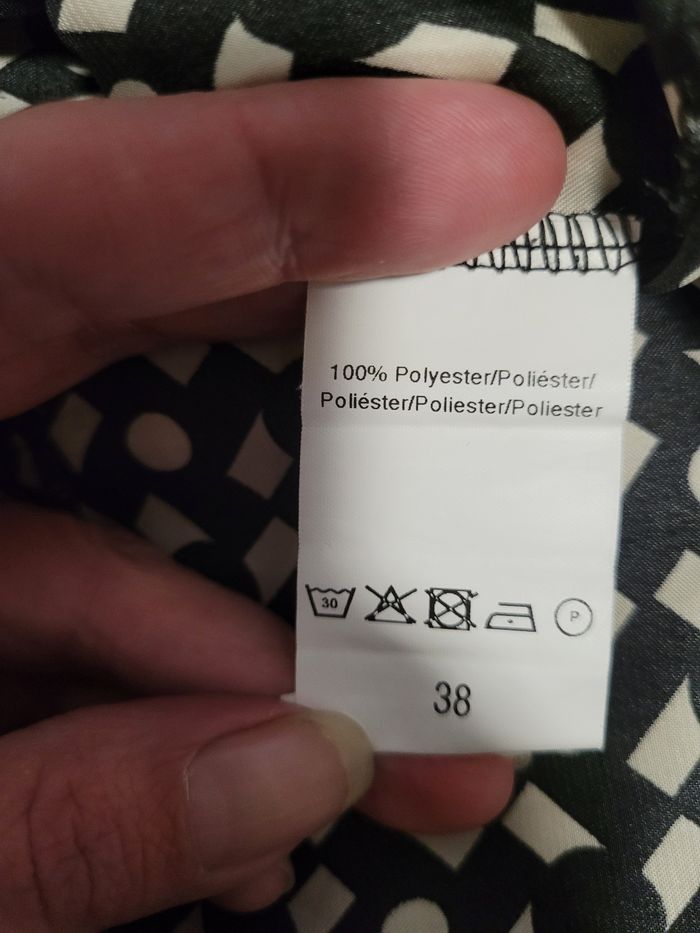 100% Polyester/Poliéster/
Poliéster/Poliester/Poliester
30 P
38